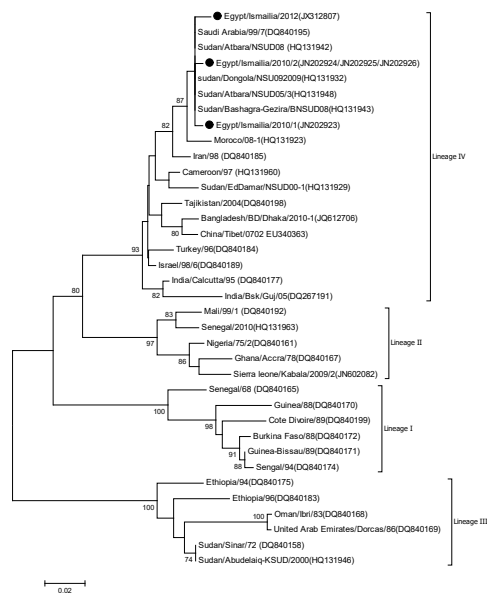 Egypt/Ismailia/2012(JX312807)
Saudi Arabia/99/7(DQ840195)
Sudan/Atbara/NSUD08 (HQ131942)
Egypt/Ismailia/2010/2(JN202924/JN202925/JN202926)
sudan/Dongola/NSU092009(HQ131932)
Sudan/Atbara/NSUD05/3(HQ131948)
Sudan/Bashagra-Gezira/BNSUD08(HQ131943)
87
Egypt/Ismailia/2010/1(JN202923)
82
Moroco/08-1(HQ131923)
Iran/98 (DQ840185)
Lineage IV
Cameroon/97 (HQ131960)
Sudan/EdDamar/NSUD00-1(HQ131929)
Tajikistan/2004(DQ840198)
Bangladesh/BD/Dhaka/2010-1(JQ612706)
80
China/Tibet/0702 EU340363)
93
Turkey/96(DQ840184)
Israel/98/6(DQ840189)
India/Calcutta/95 (DQ840177)
80
82
India/Bsk/Guj/05(DQ267191)
Mali/99/1 (DQ840192)
83
Senegal/2010(HQ131963)
97
Nigeria/75/2(DQ840161)
Lineage II
86
Ghana/Accra/78(DQ840167)
Sierra leone/Kabala/2009/2(JN602082)
Senegal/68 (DQ840165)
100
Guinea/88(DQ840170)
98
Cote Divoire/89(DQ840199)
Lineage I
Burkina Faso/88(DQ840172)
91
Guinea-Bissau/89(DQ840171)
88
Sengal/94(DQ840174)
Ethiopia/94(DQ840175)
100
Ethiopia/96(DQ840183)
100
Oman/Ibri/83(DQ840168)
Lineage III
United Arab Emirates/Dorcas/86(DQ840169)
Sudan/Sinar/72 (DQ840158)
74
Sudan/Abudelaiq-KSUD/2000(HQ131946)
0.02